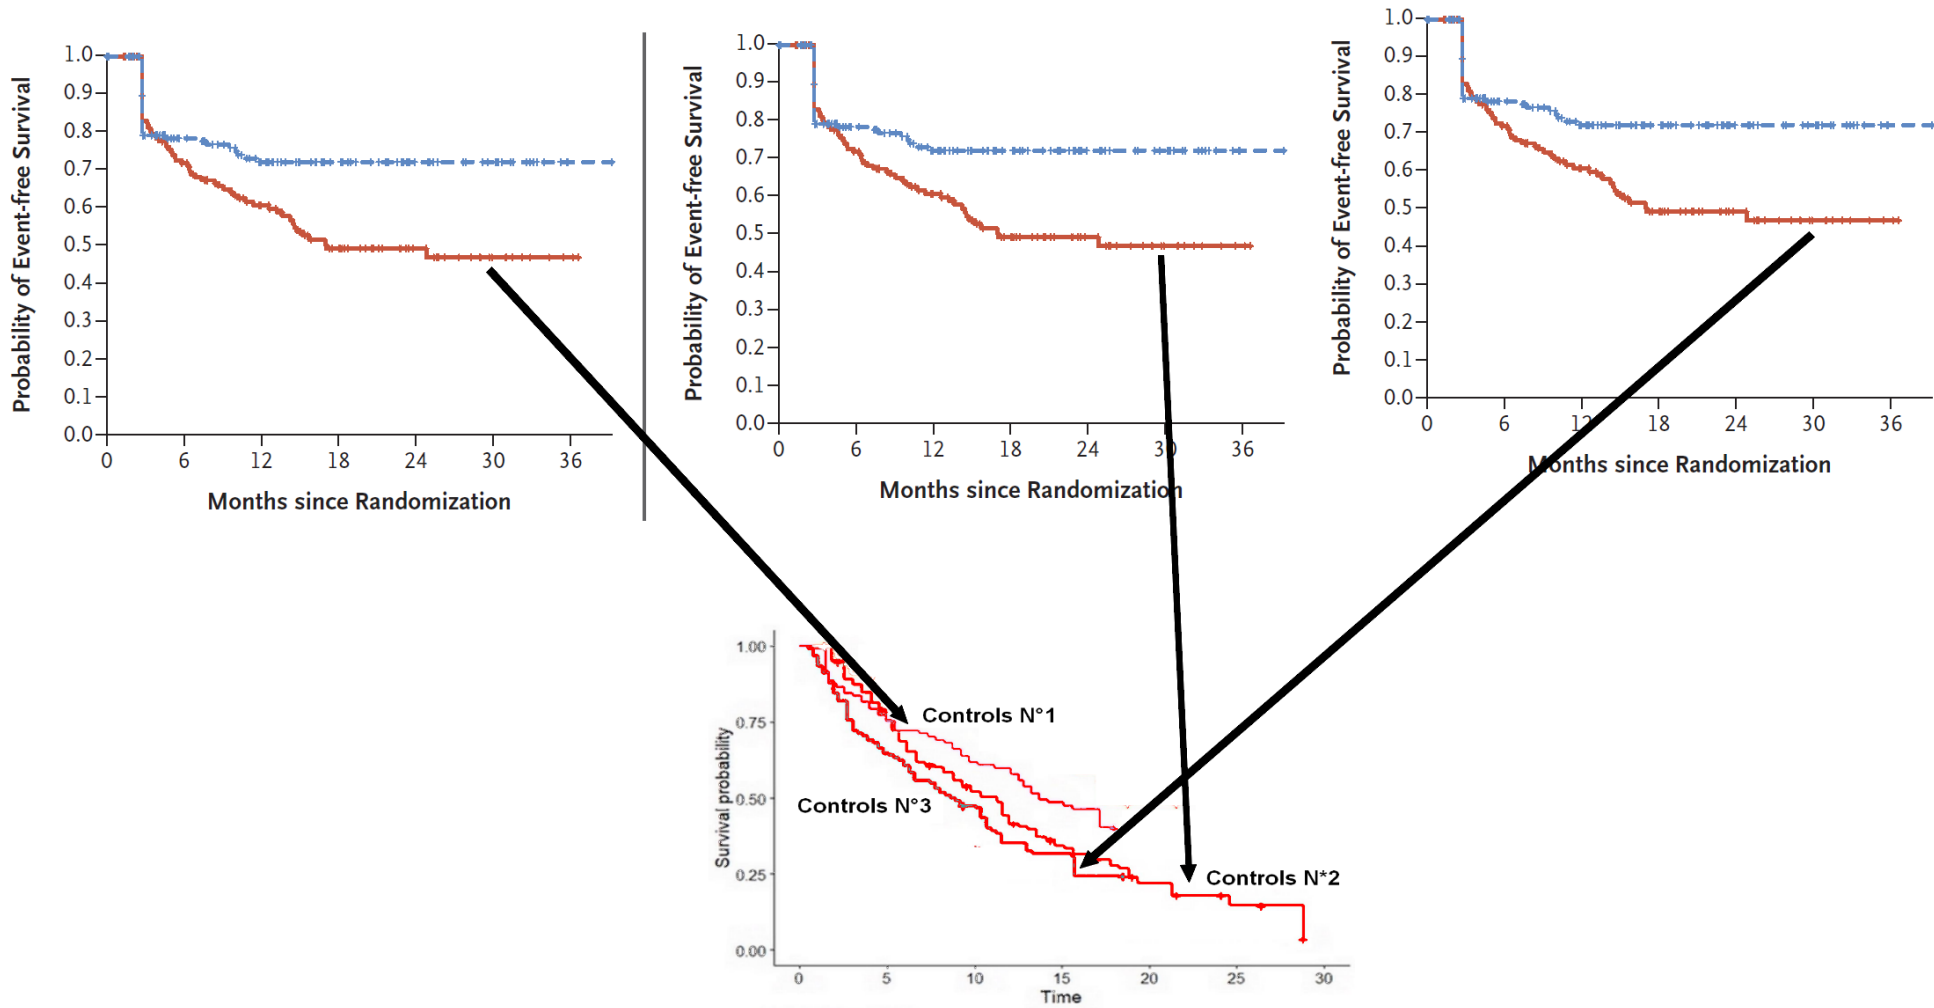 Probability of Event-free Survival
1.0
0.9
0.8
0.7
0.6
0.5
0.4
0.3
0.2
0.1
0.0
0 6 12 18 24 30 36
Months since Randomization
Probability of Event-free Survival
1.0
0.9
0.8
0.7
0.6
0.5
0.4
0.3
0.2
0.1
0.0
0 6 12 18 24 30 36
Months since Randomization
Probability of Event-free Survival
1.0
0.9
0.8
0.7
0.6
0.5
0.4
0.3
0.2
0.1
0.0
0 6 12 18 24 30 36
Months since Randomization
Survival probability
1.00
0.75
0.50
0.25
0.00
Controls N°1
Controls N°3
Controls N*2
0 5 10 15 20 25 30
Time